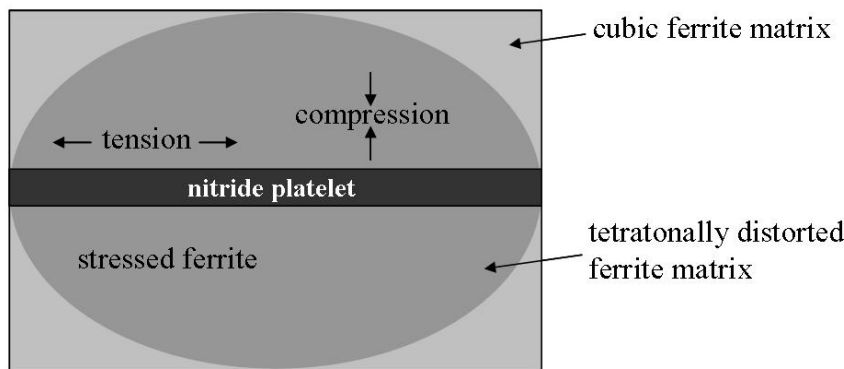 cubic ferrite matrix
compression
tension
nitride platelet
tetratonally distorted
ferrite matrix
stressed ferrite